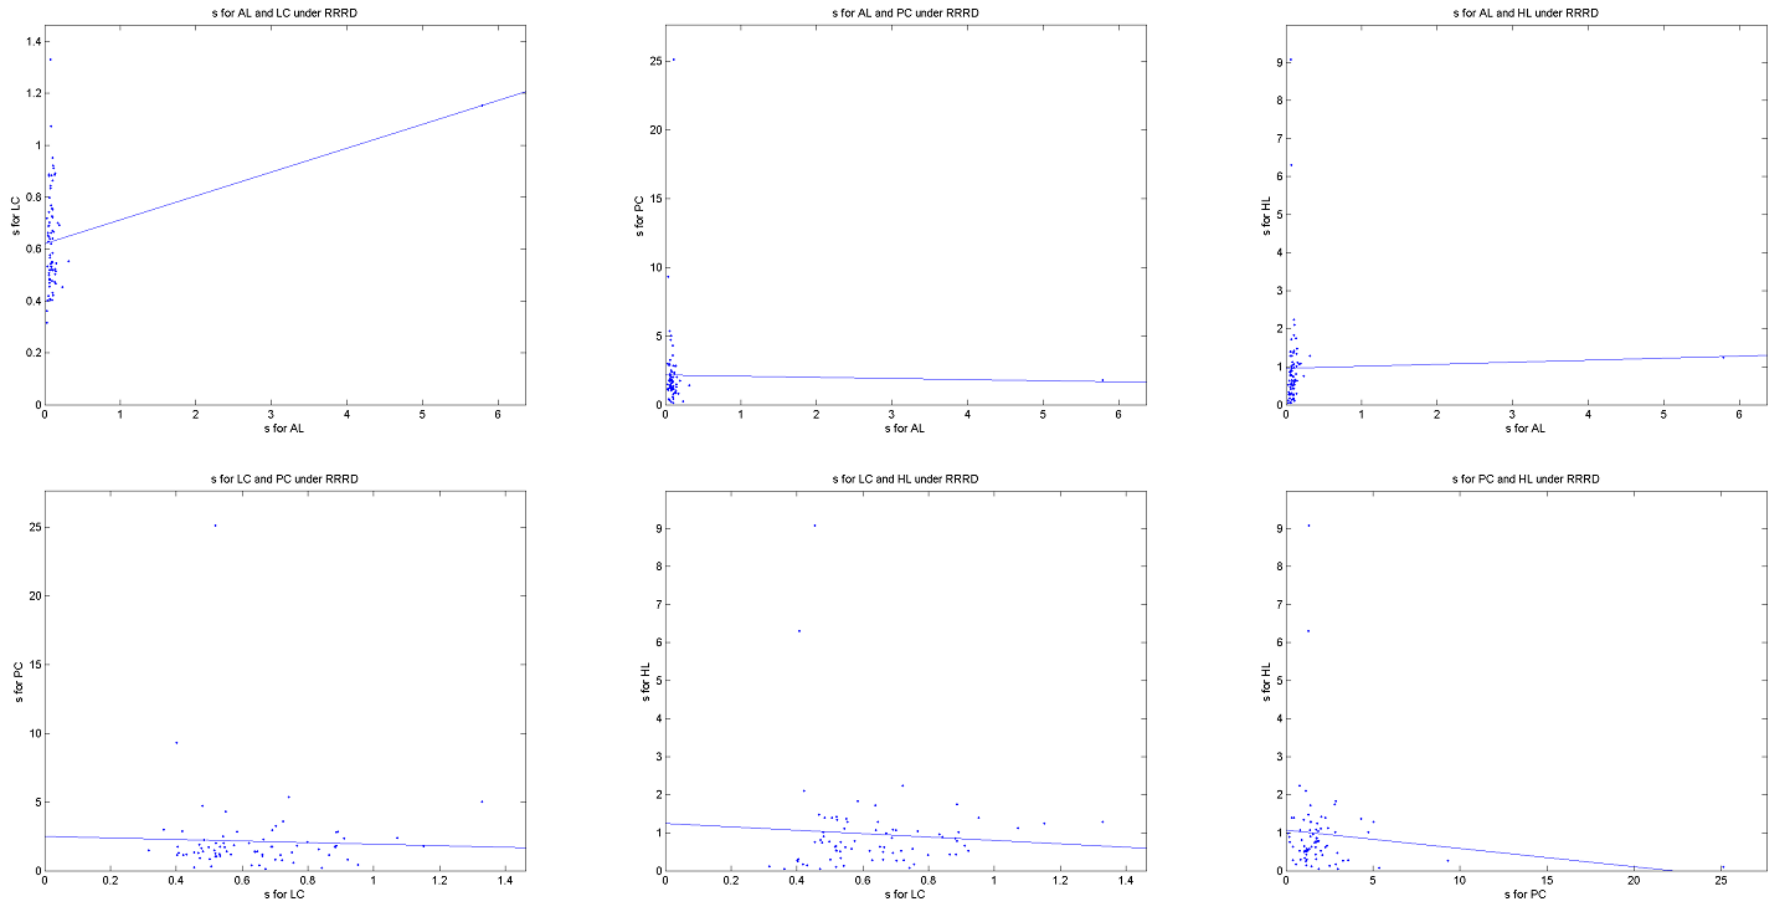 s for AL and LC under RRRD
s for LC
1.4
1.2
1
0.8
0.6
0.4
0.2
0
0 1 2 3 4 5 6
s for AL
s for AL and PC under RRRD
s for PC
25
20
15
10
5
0
0 1 2 3 4 5 6
s for AL
s for AL and HL under RRRD
s for HL
9
8
7
6
5
4
3
2
1
0
0 1 2 3 4 5 6
s for AL
s for LC and PC under RRRD
s for PC
25
20
15
10
5
0
0 0.2 0.4 0.6 0.8 1 1.2 1.4
s for LC
s for LC and HL under RRRD
s for HL
9
8
7
6
5
4
3
2
1
0
0 0.2 0.4 0.6 0.8 1 1.2 1.4
s for LC
s for PC and HL under RRRD
s for HL
9
8
7
6
5
4
3
2
1
0
0 5 10 15 20 25
s for PC